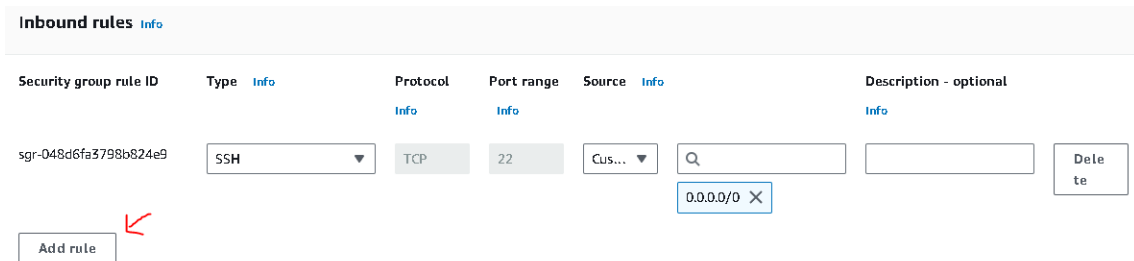 Inbound rules Info
Security group rule ID Type Info Protocol Port range Source Info Description - optional
Info Info Info
sgr-048d6fa3798b824e9 SSH TCP 22 Cus... Dele
te
0.0.0.0/0
Add rule